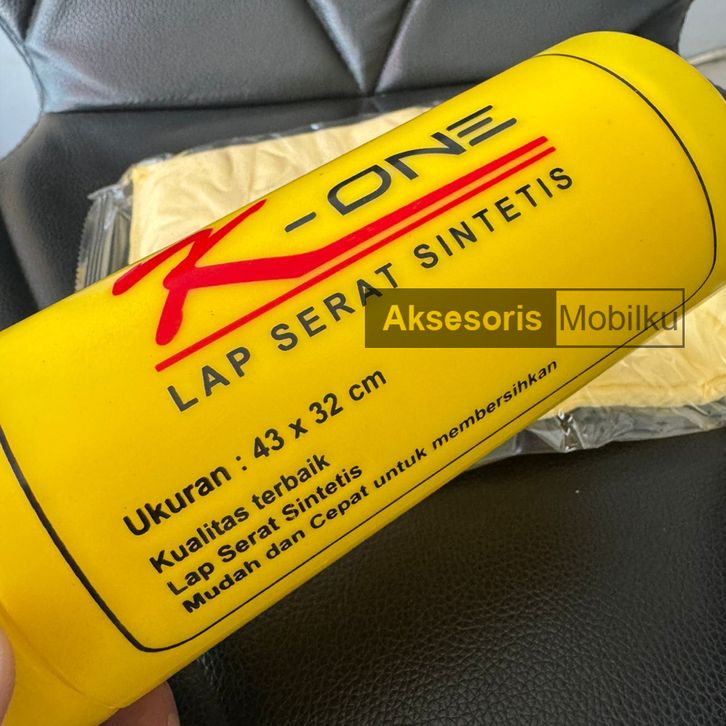 K-ONE
LAP SERAT SINTETIS
Aksesoris Mobilku
Ukuran : 43 x 32 cm
Kualitas terbaik
Lap Serat Sintetis
Mudah dan Cepat untuk membersihkan